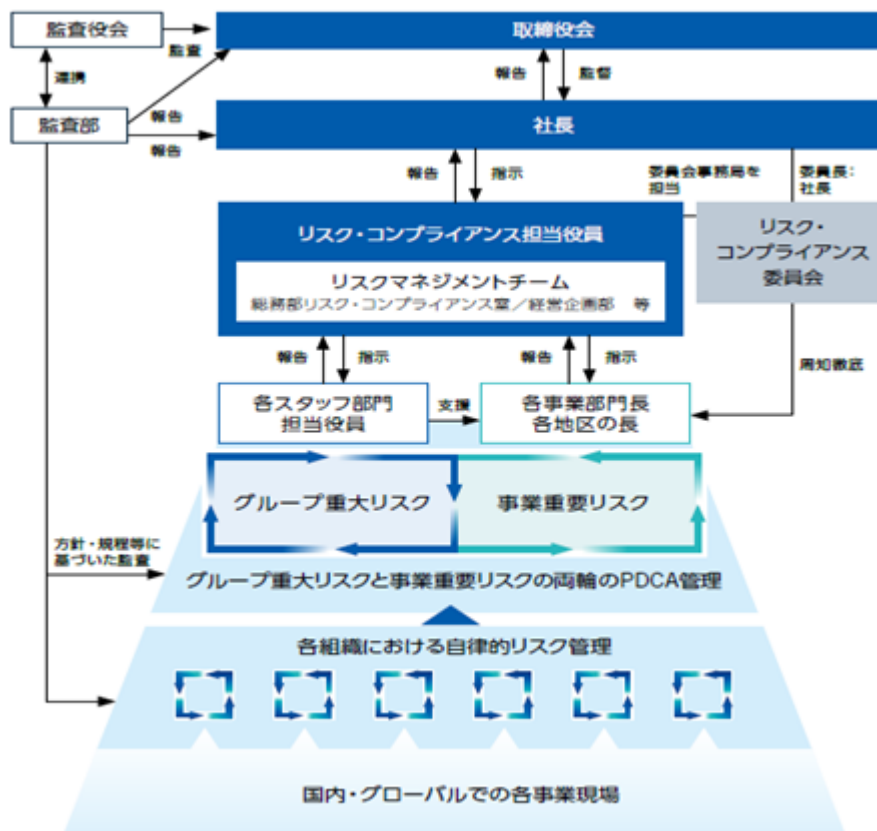 監査役会
監査
取締役会
連携
報告
監督
監査部
報告
報告
社長
報告
指示
委員会事務局を
担当
委員長:
社長
リスク・コンプライアンス担当役員
リスク・
コンプライアンス
委員会
リスクマネジメントチーム
総務部リスク・コンプライアンス室/経営企画部 等
報告
指示
報告
指示
周知徹底
各スタッフ部門
担当役員
支援
各事業部門長
各地区の長
グループ重大リスク
事業重要リスク
方針・規程等に
基づいた監査
グループ重大リスクと事業重要リスクの両輪のPDCA管理
各組織における自律的リスク管理
国内・グローバルでの各事業現場